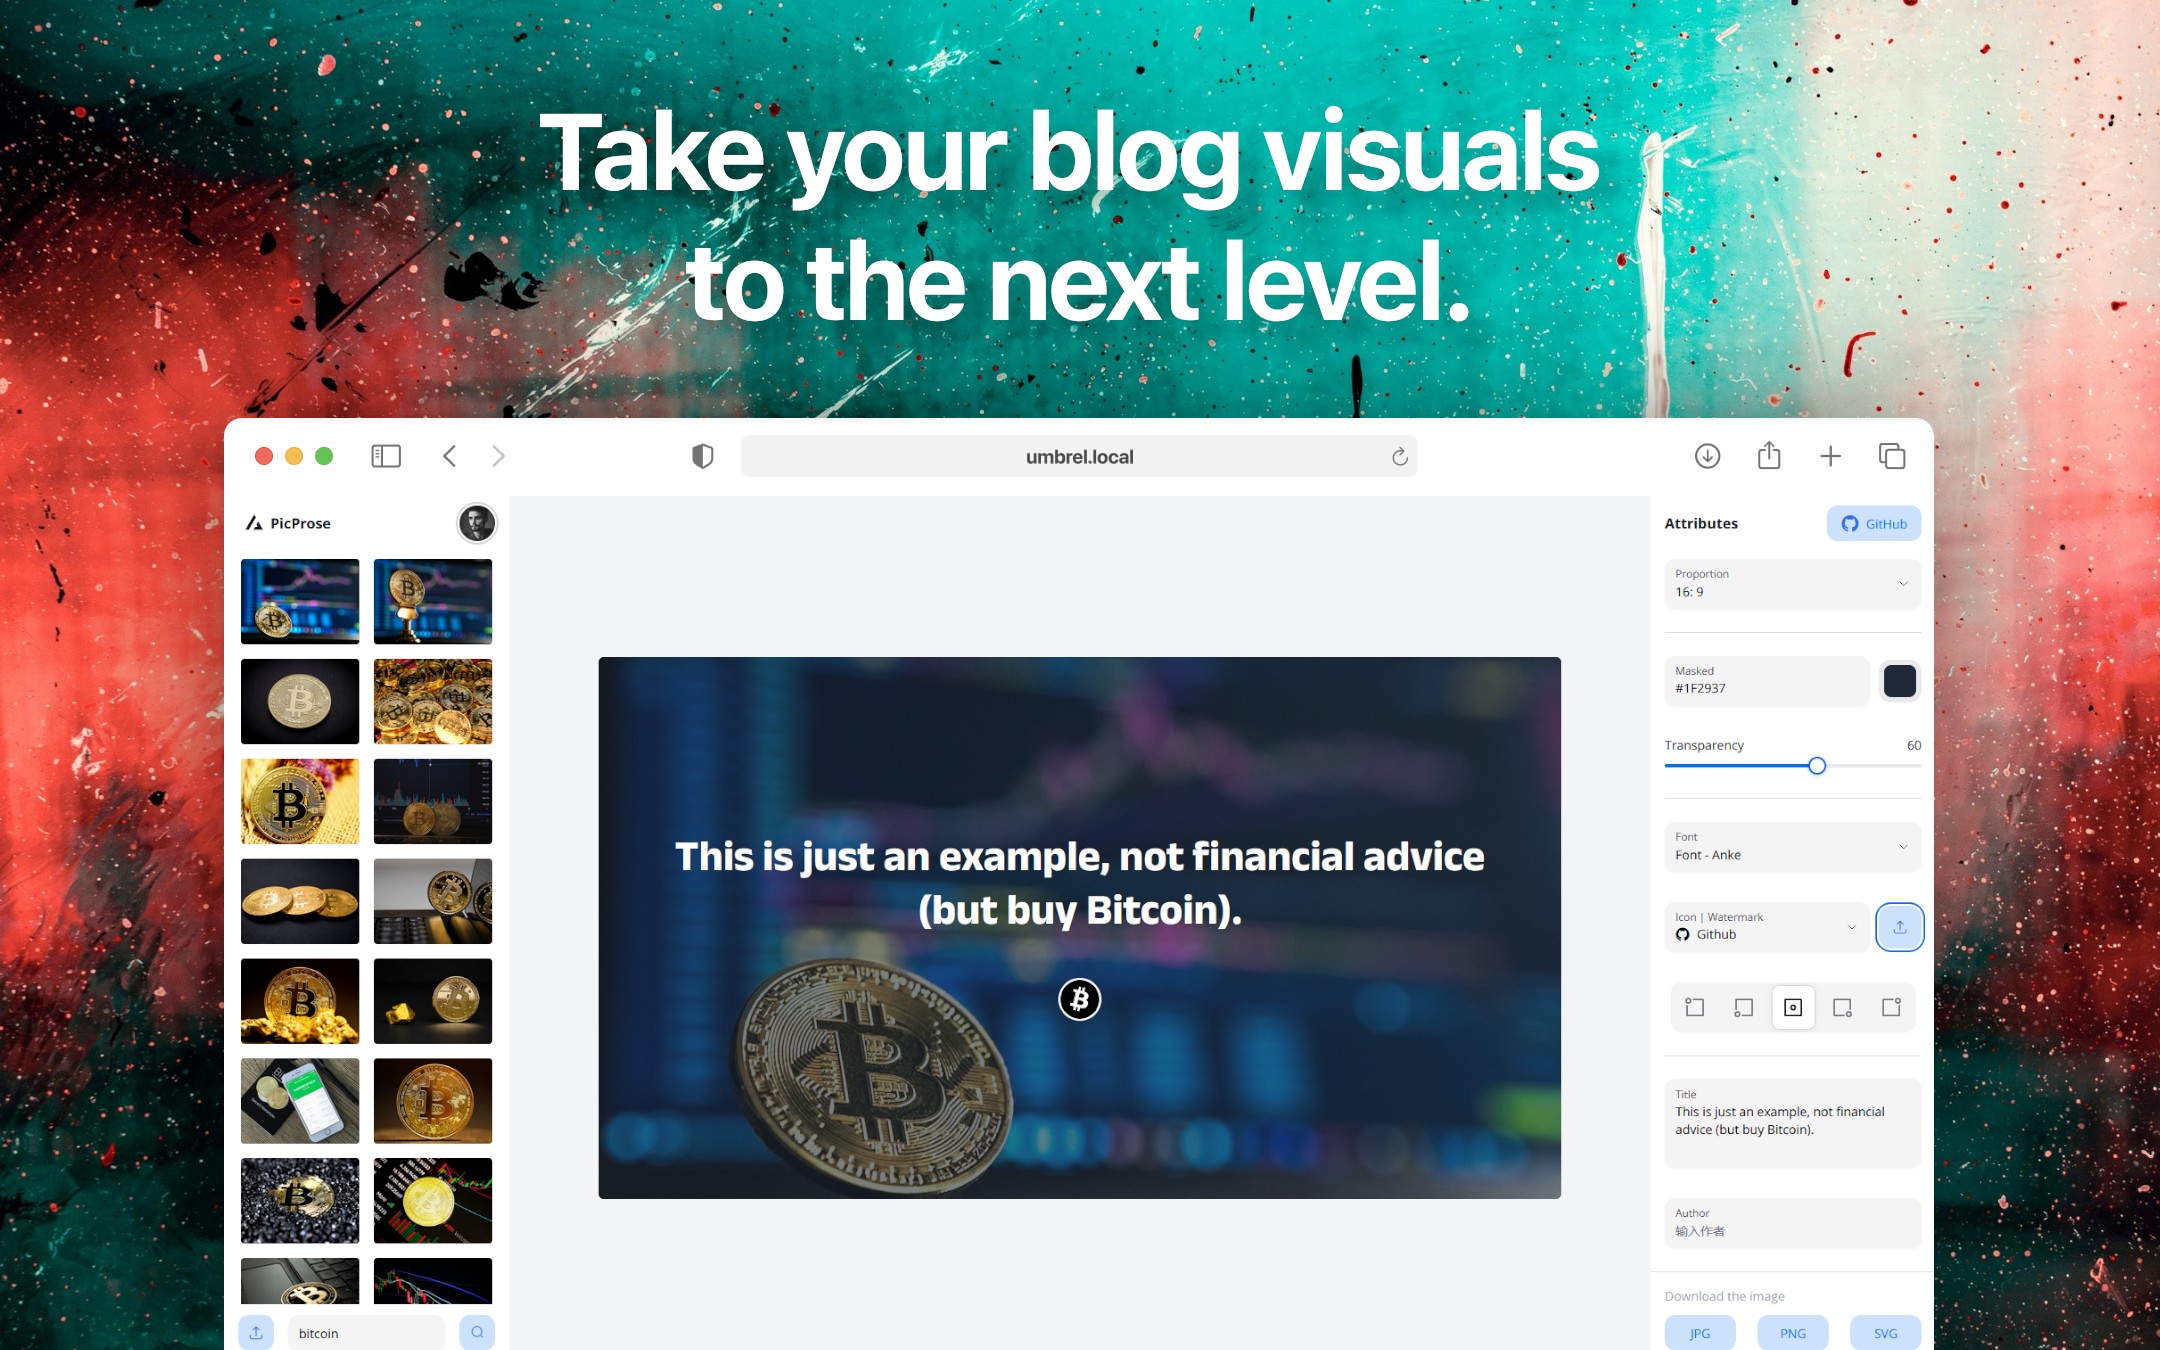 Take your blog visuals
to the next level.
umbrel.local
PicProse
Attributes
GitHub
Proportion
16: 9
Masked
#1F2937
Transparency
60
Font
Font - Anke
Icon | Watermark
Github
This is just an example, not financial advice
(but buy Bitcoin).
Title
This is just an example, not financial
advice (but buy Bitcoin).
Author
输入作者
Download the image
JPG
PNG
SVG
bitcoin